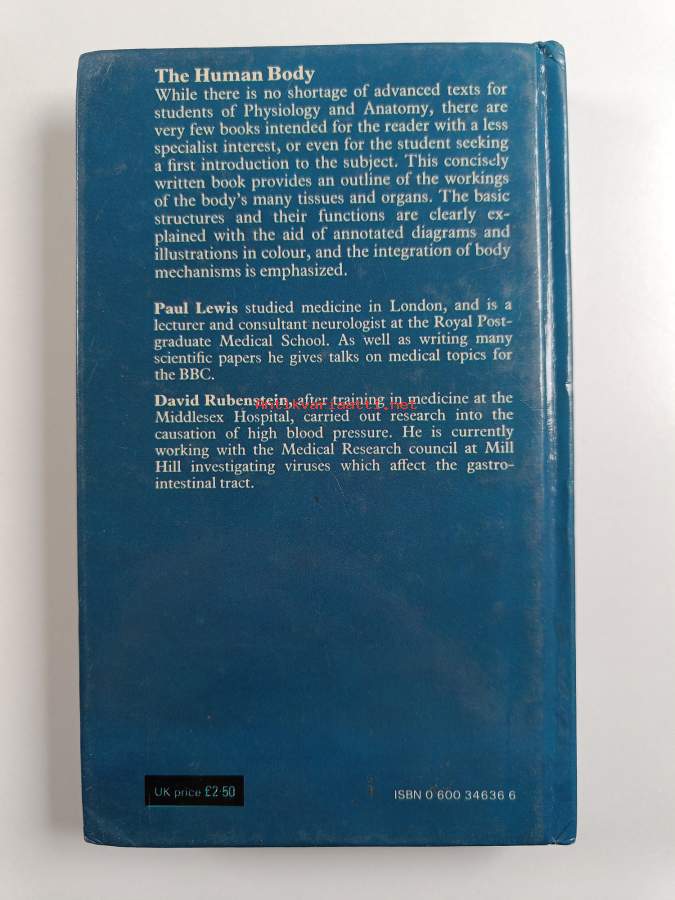 The Human Body
While there is no shortage of advanced texts for
students of Physiology and Anatomy, there are
very few books intended for the reader with a less
specialist interest, or even for the student seeking
a first introduction to the subject. This concisely
written book provides an outline of the workings
of the body's many tissues and organs. The basic
structures and their functions are clearly ex-
plained with the aid of annotated diagrams and
illustrations in colour, and the integration of body
mechanisms is emphasized.
Paul Lewis studied medicine in London, and is a
lecturer and consultant neurologist at the Royal Post-
graduate Medical School. As well as writing many
scientific papers he gives talks on medical topics for
the BBC.
David Rubenstein, after training in medicine at the
Antikvariaatti.net
Middlesex Hospital, carried out research into the
causation of high blood pressure. He is currently
working with the Medical Research council at Mill
Hill investigating viruses which affect the gastro-
intestinal tract.
UK price £2·50
ISBN 0 600 34636 6